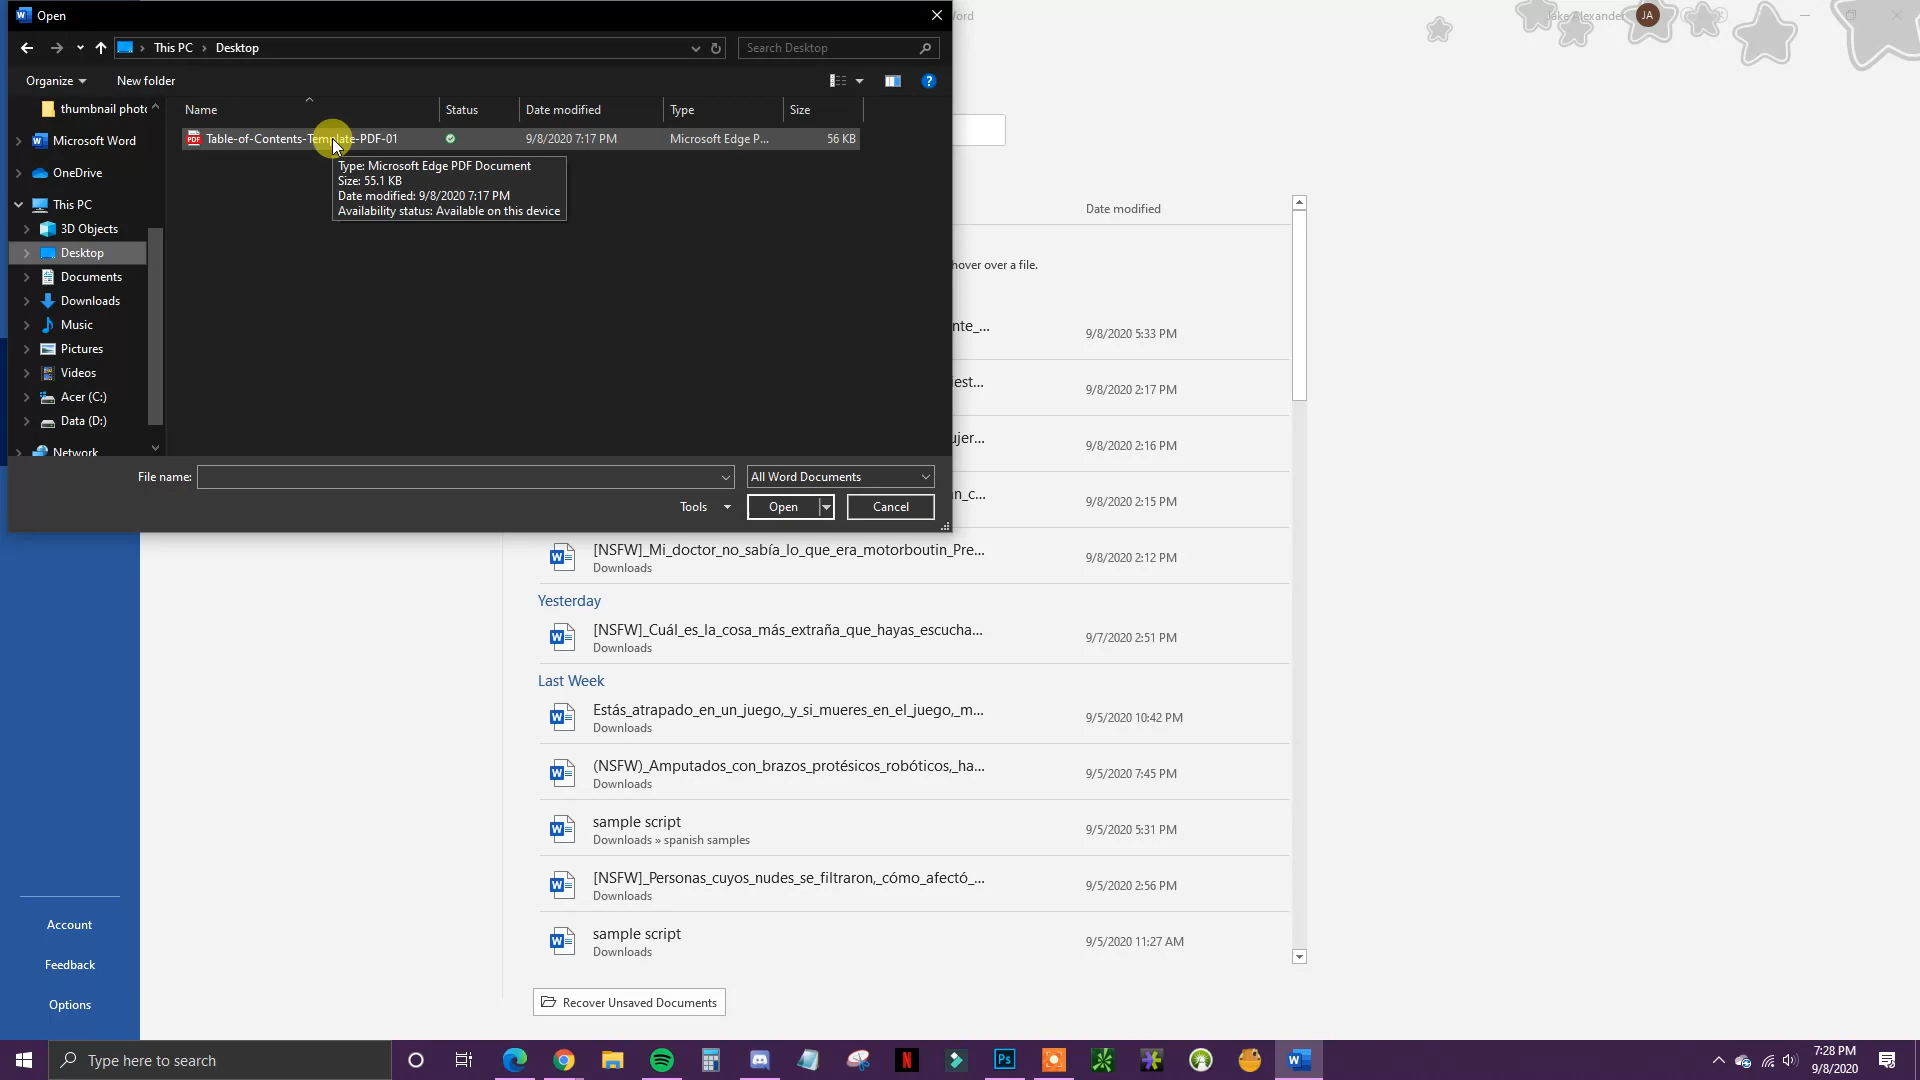 Open
Word
Jake Alexander
JA
This PC
Desktop
Search Desktop
Organize
New folder
Name
Status
Date modified
Type
Size
Table-of-Contents-Template-PDF-01
9/8/2020 7:17 PM
Microsoft Edge P...
56 KB
Type: Microsoft Edge PDF Document
Size: 55.1 KB
Date modified: 9/8/2020 7:17 PM
Availability status: Available on this device
thumbnail photo
Microsoft Word
OneDrive
This PC
3D Objects
Desktop
Documents
Downloads
Music
Pictures
Videos
Acer (C:)
Data (D:)
Network
File name:
All Word Documents
Tools
Open
Cancel
Date modified
hover over a file.
nte_...
9/8/2020 5:33 PM
iest...
9/8/2020 2:17 PM
ujer...
9/8/2020 2:16 PM
n_c...
9/8/2020 2:15 PM
[NSFW]_Mi_doctor_no_sabía_lo_que_era_motorboutin_Pre...
Downloads
9/8/2020 2:12 PM
Yesterday
[NSFW]_Cuál_es_la_cosa_más_extraña_que_hayas_escucha...
Downloads
9/7/2020 2:51 PM
Last Week
Estás_atrapado_en_un_juego,_y_si_mueres_en_el_juego,_m...
Downloads
9/5/2020 10:42 PM
(NSFW)_Amputados_con_brazos_protésicos_robóticos,_ha...
Downloads
9/5/2020 7:45 PM
sample script
Downloads » spanish samples
9/5/2020 5:31 PM
[NSFW]_Personas_cuyos_nudes_se_filtraron,_cómo_afectó_...
Downloads
9/5/2020 2:56 PM
sample script
Downloads
9/5/2020 11:27 AM
Recover Unsaved Documents
Account
Feedback
Options
Type here to search
7:28 PM
9/8/2020